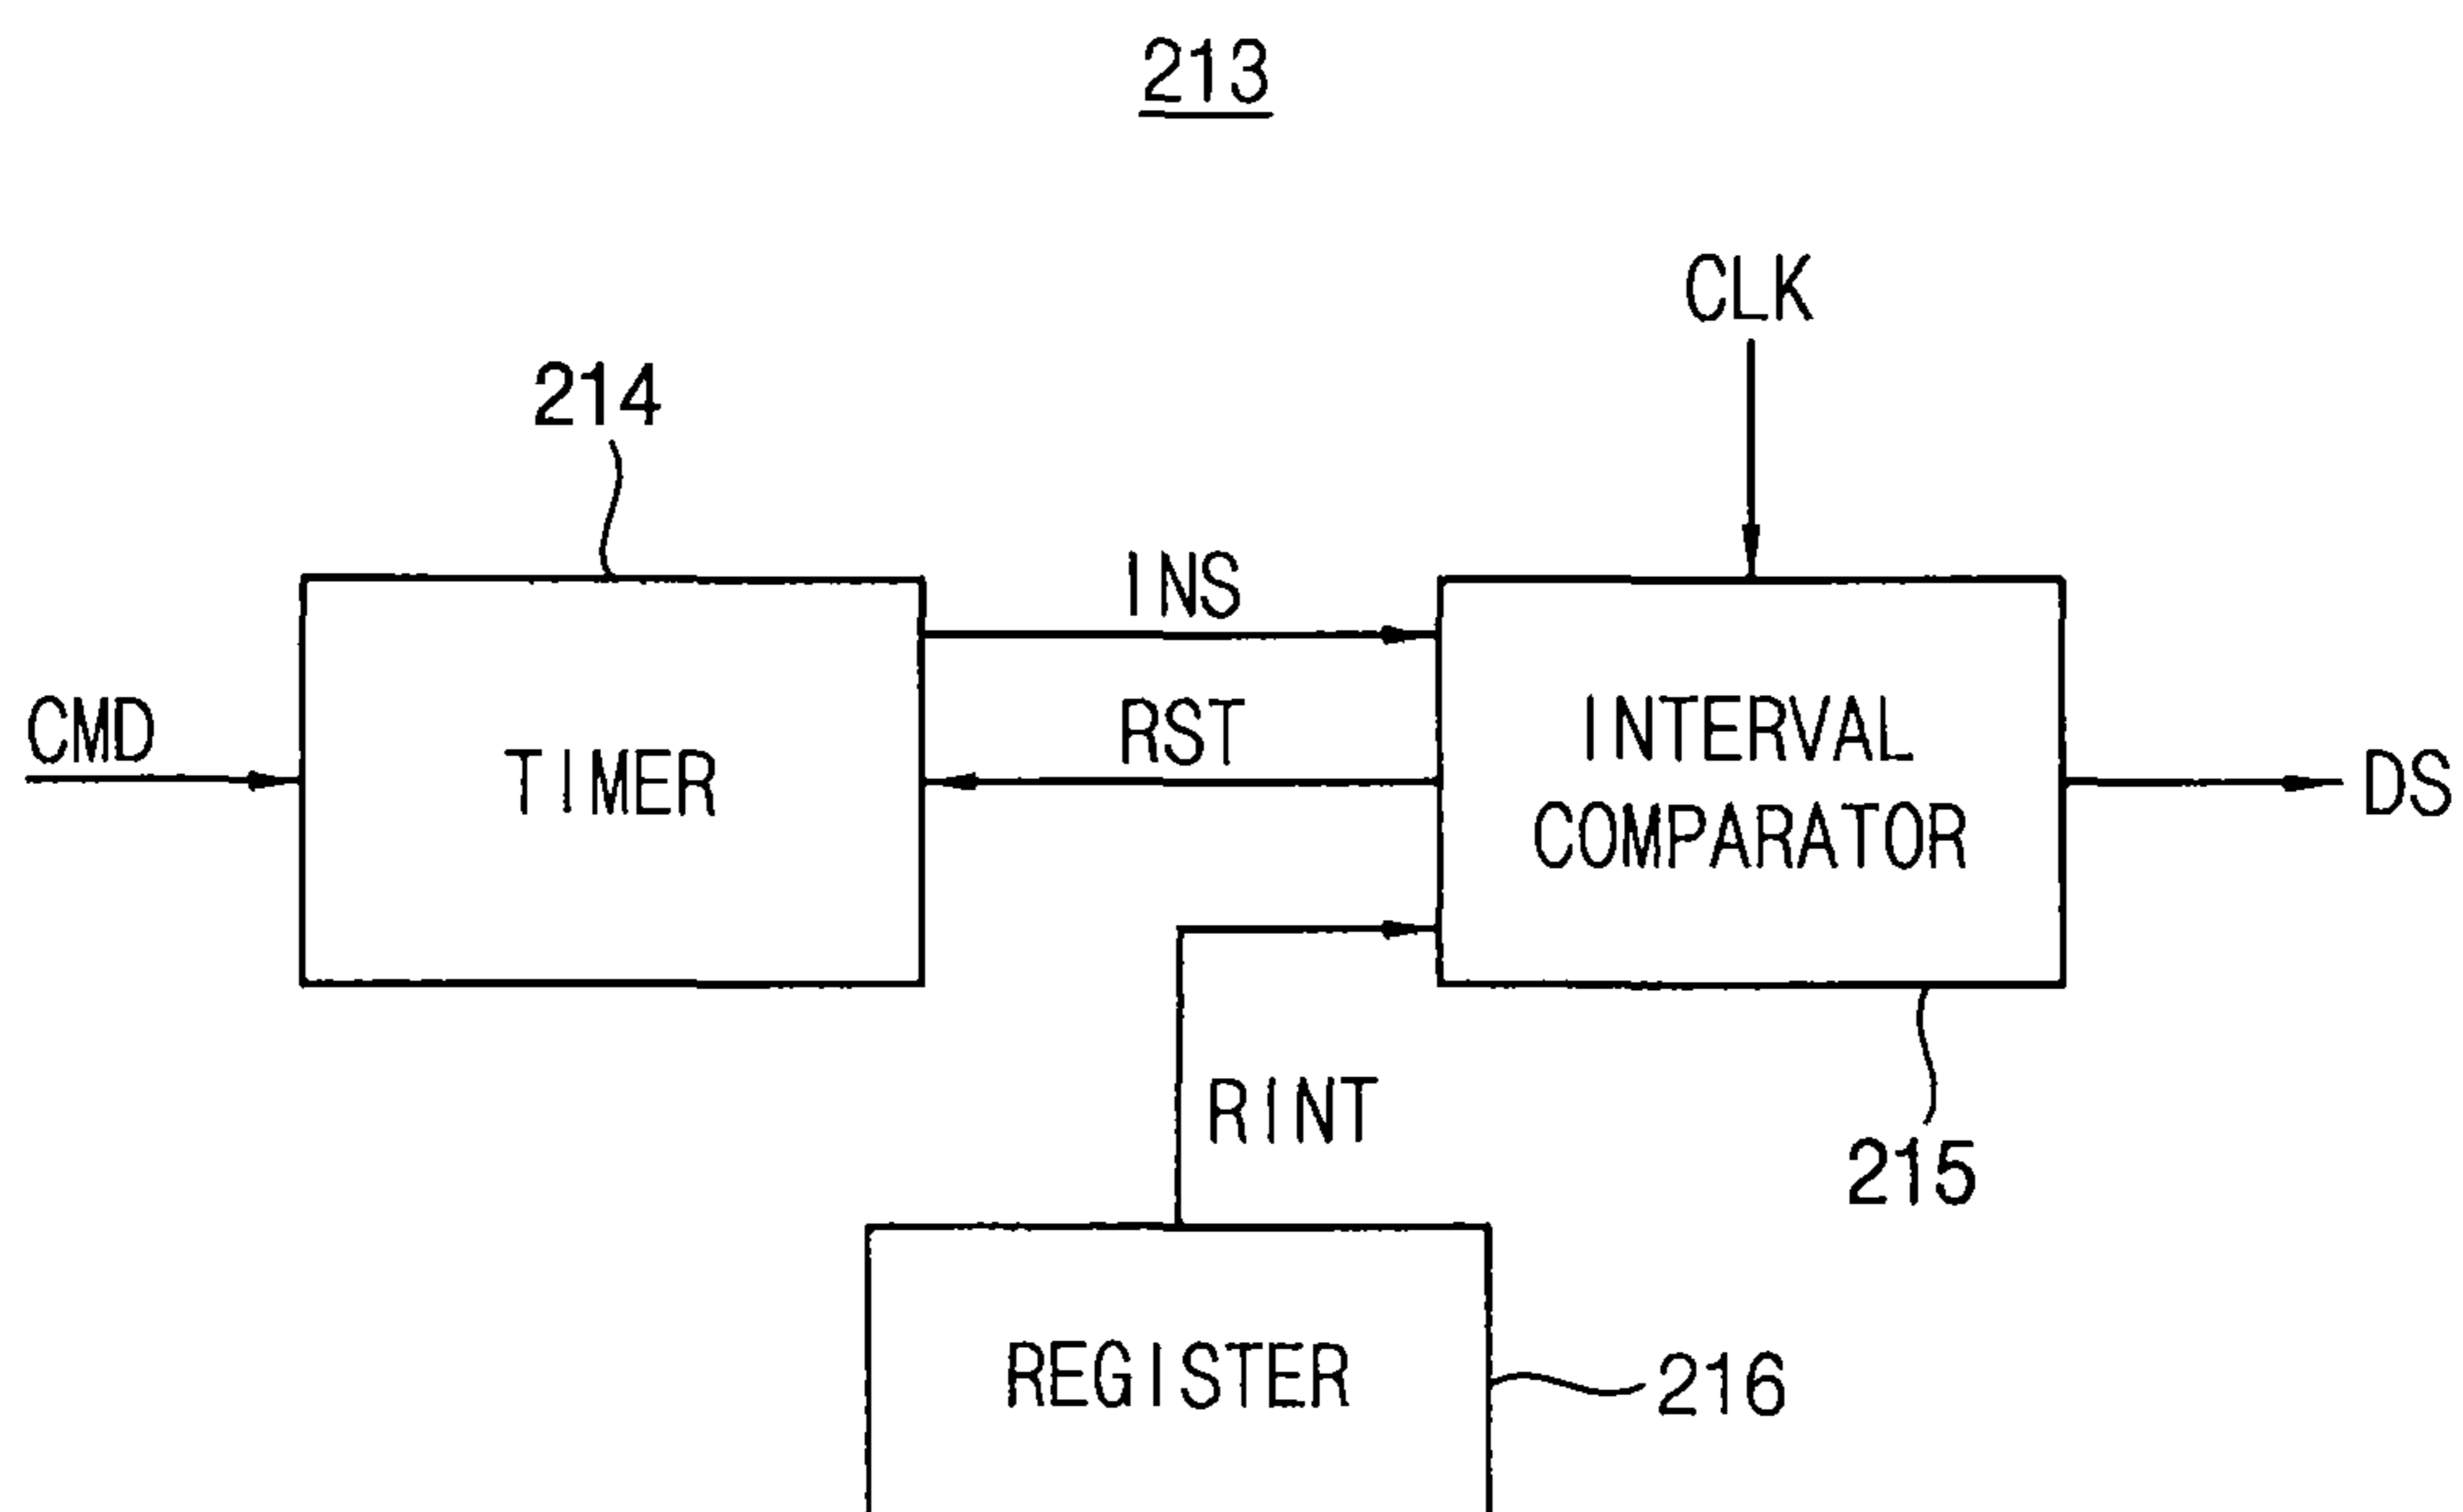 213
CLK
214
INS
CMD
RST
TIMER
INTERVAL
COMPARATOR
DS
RINT
215
REGISTER
216